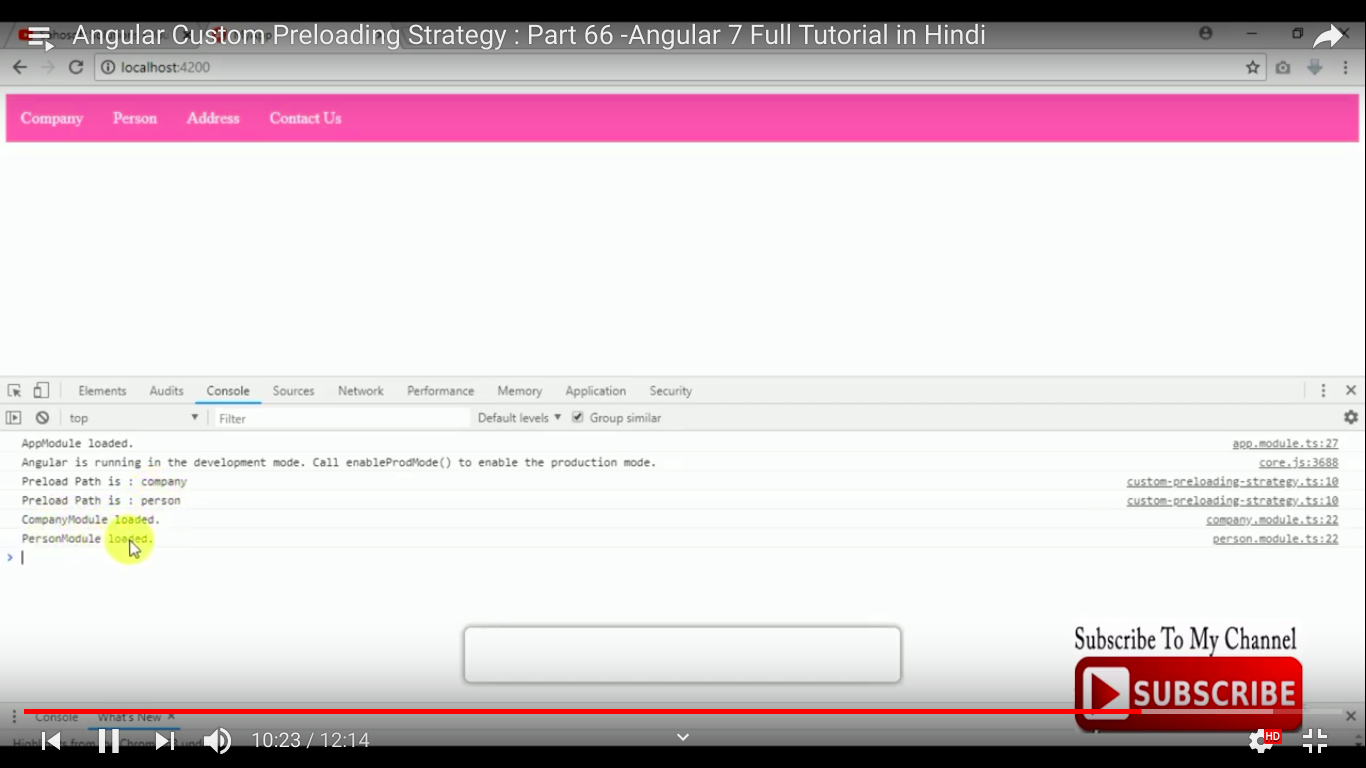 Angular Custom Preloading Strategy : Part 66 -Angular 7 Full Tutorial in Hindi
localhost:4200
Company Person Address Contact Us
Elements Audits Console Sources Network Performance Memory Application Security
top Filter Default levels Group similar
AppModule loaded. app.module.ts:27
Angular is running in the development mode. Call enableProdMode() to enable the production mode. core.js:3688
Preload Path is : company custom-preloading-strategy.ts:10
Preload Path is : person custom-preloading-strategy.ts:10
CompanyModule loaded. company.module.ts:22
PersonModule loaded. person.module.ts:22
Subscribe To My Channel
SUBSCRIBE
Console What's New
10:23 / 12:14 HD